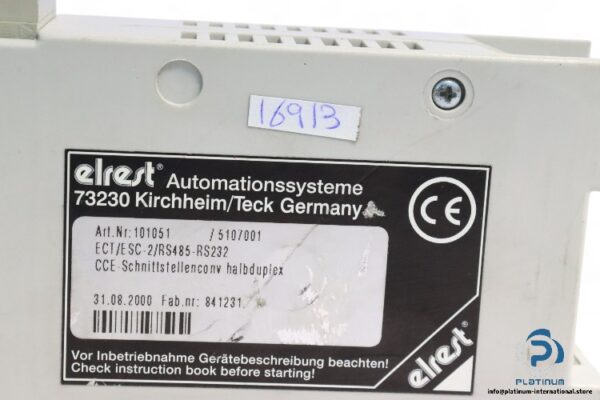 16913
elrest® Automationssysteme
73230 Kirchheim/Teck Germany
CE
Art.Nr:101051 / 5107001
ECT/ESC-2/RS485-RS232
CCE-Schnittstellenconv halbduplex
31.08.2000 Fab.nr: 841231
Vor Inbetriebnahme Gerätebeschreibung beachten!
Check instruction book before starting!
elrest®
PLATINUM
info@platinum-international.store